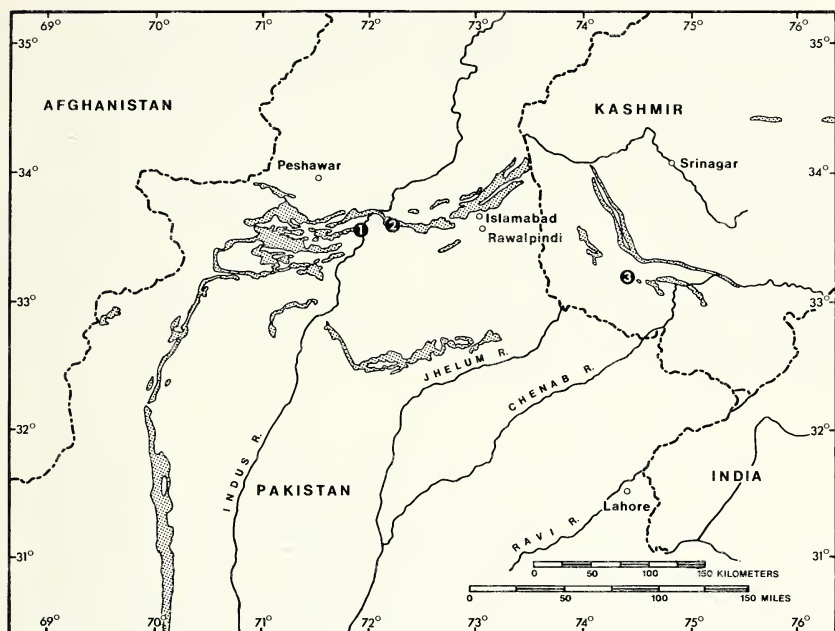 69° 70° 71° 72° 73° 74° 75° 76°
35° 35°
AFGHANISTAN
KASHMIR
Peshawar
Srinagar
34° 34°
Islamabad
Rawalpindi
1
2
3
33° 33°
JHELUM R.
CHENAB R.
32° 32°
INDUS R.
PAKISTAN
INDIA
Lahore
RAVI R.
31° 31°
0 50 100 150 KILOMETERS
0 50 100 150 MILES
69° 70° 71° 72° 73° 74° 75° 76°